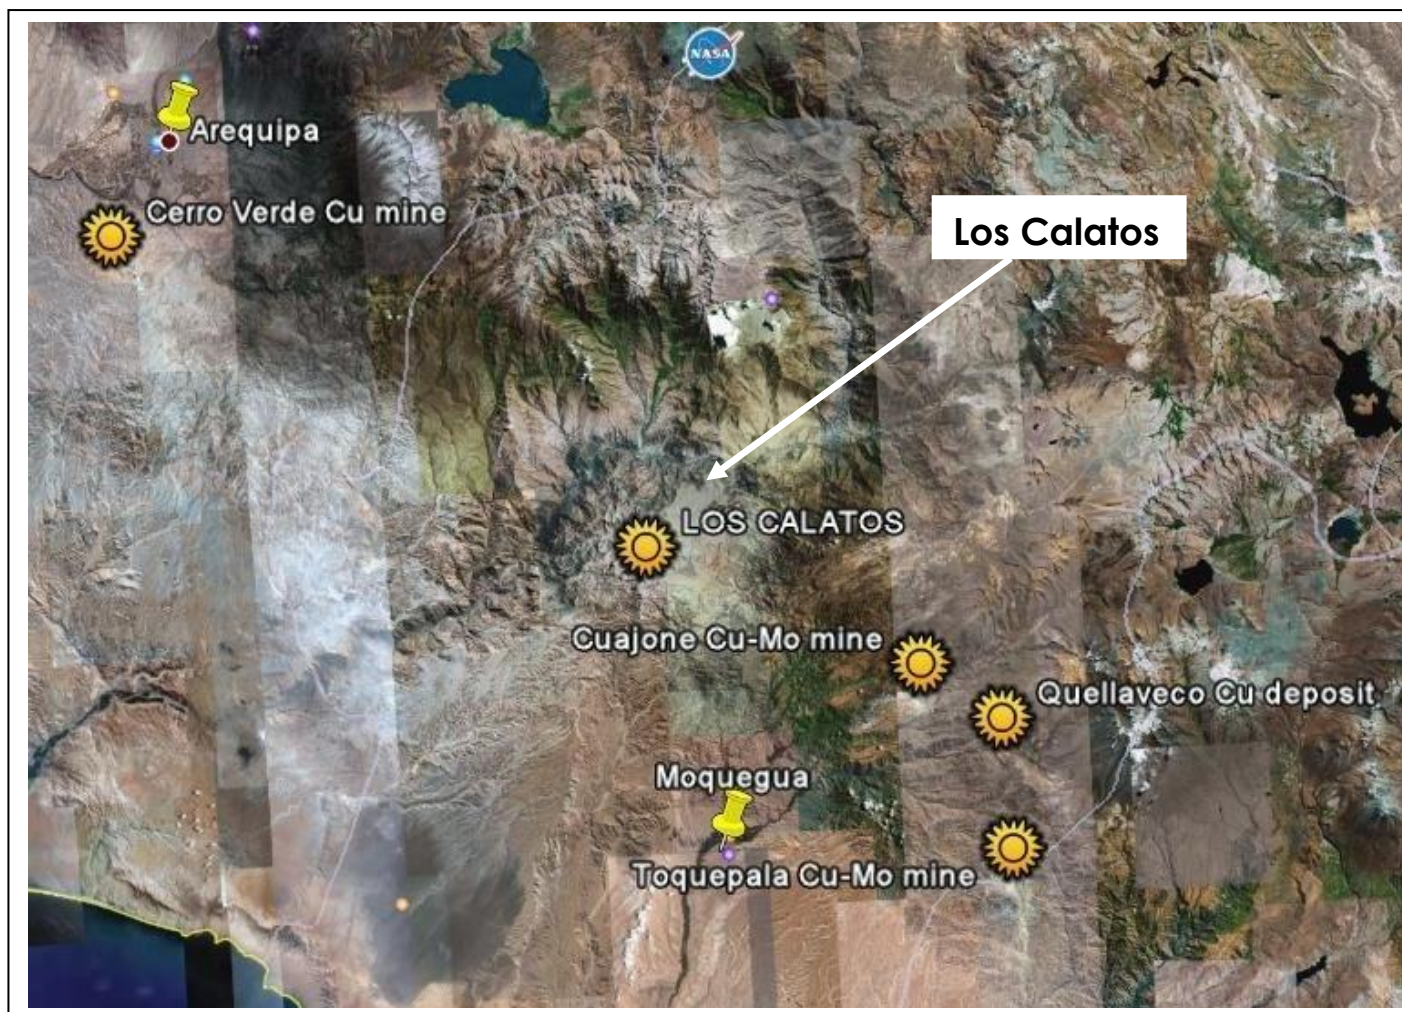 NASA
Arequipa
Cerro Verde Cu mine
Los Calatos
LOS CALATOS
Cuajone Cu-Mo mine
Quellaveco Cu deposit
Moquegua
Toquepala Cu-Mo mine